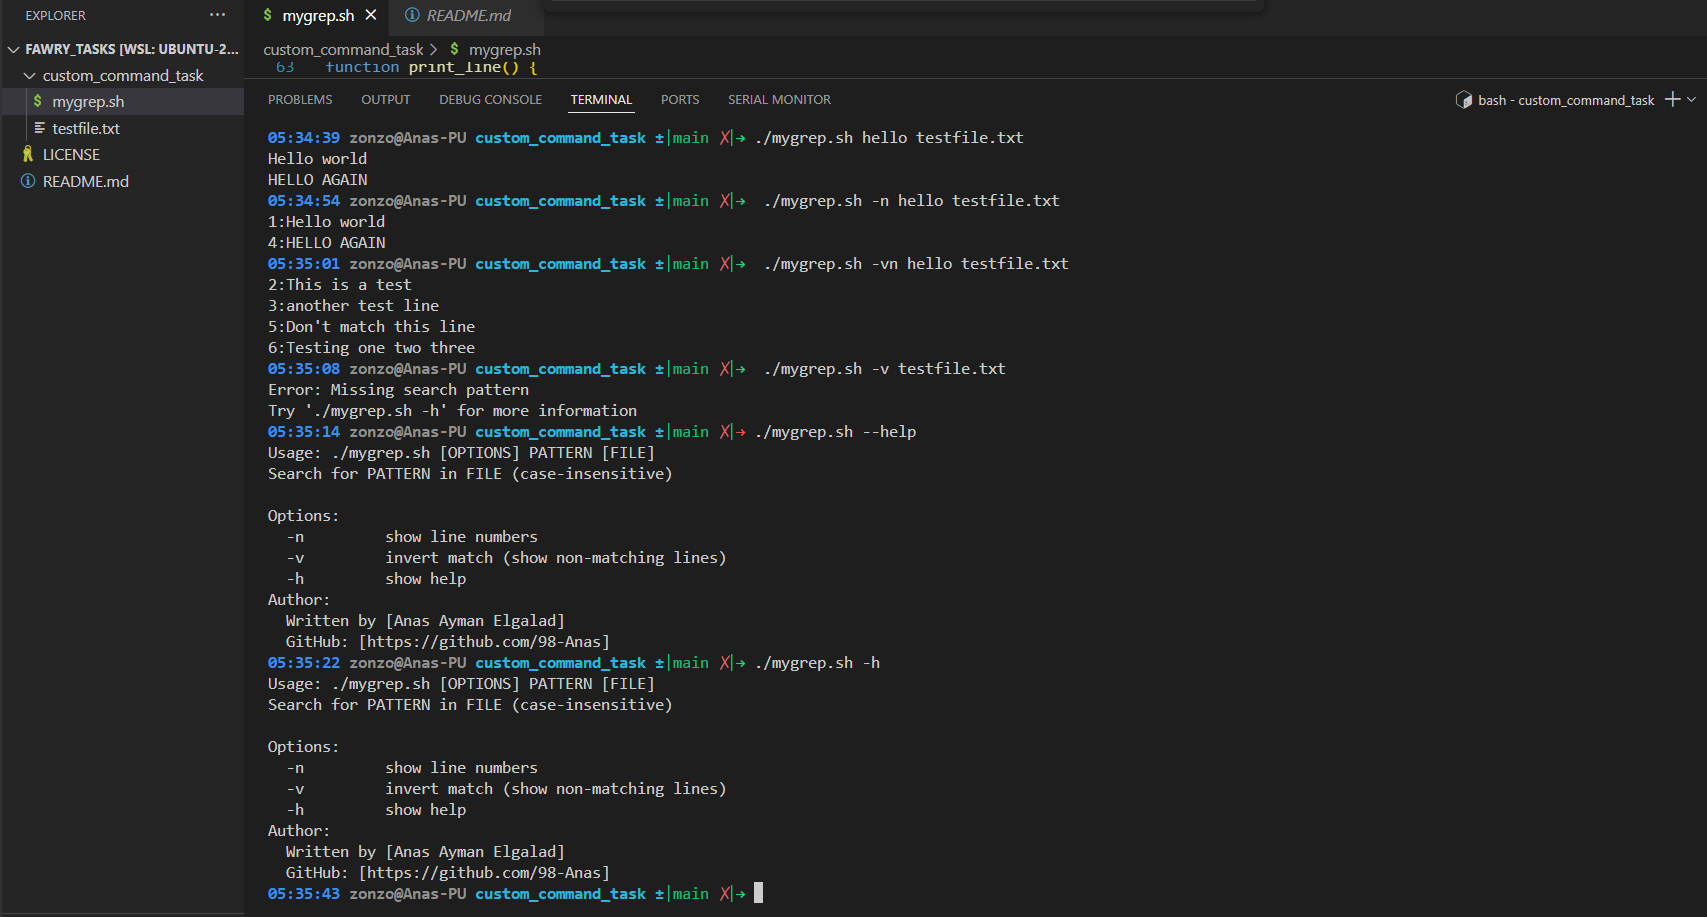 EXPLORER ···
FAWRY_TASKS [WSL: UBUNTU-2...
custom_command_task
$ mygrep.sh
testfile.txt
LICENSE
README.md
$ mygrep.sh README.md
custom_command_task > $ mygrep.sh
63 function print_line() {
PROBLEMS OUTPUT DEBUG CONSOLE TERMINAL PORTS SERIAL MONITOR
bash - custom_command_task
05:34:39 zonzo@Anas-PU custom_command_task ±|main ✗|→ ./mygrep.sh hello testfile.txt
Hello world
HELLO AGAIN
05:34:54 zonzo@Anas-PU custom_command_task ±|main ✗|→  ./mygrep.sh -n hello testfile.txt
1:Hello world
4:HELLO AGAIN
05:35:01 zonzo@Anas-PU custom_command_task ±|main ✗|→  ./mygrep.sh -vn hello testfile.txt
2:This is a test
3:another test line
5:Don't match this line
6:Testing one two three
05:35:08 zonzo@Anas-PU custom_command_task ±|main ✗|→  ./mygrep.sh -v testfile.txt
Error: Missing search pattern
Try './mygrep.sh -h' for more information
05:35:14 zonzo@Anas-PU custom_command_task ±|main ✗|→ ./mygrep.sh --help
Usage: ./mygrep.sh [OPTIONS] PATTERN [FILE]
Search for PATTERN in FILE (case-insensitive)
Options:
-n show line numbers
-v invert match (show non-matching lines)
-h show help
Author:
Written by [Anas Ayman Elgalad]
GitHub: [https://github.com/98-Anas]
05:35:22 zonzo@Anas-PU custom_command_task ±|main ✗|→ ./mygrep.sh -h
Usage: ./mygrep.sh [OPTIONS] PATTERN [FILE]
Search for PATTERN in FILE (case-insensitive)
Options:
-n show line numbers
-v invert match (show non-matching lines)
-h show help
Author:
Written by [Anas Ayman Elgalad]
GitHub: [https://github.com/98-Anas]
05:35:43 zonzo@Anas-PU custom_command_task ±|main ✗|→